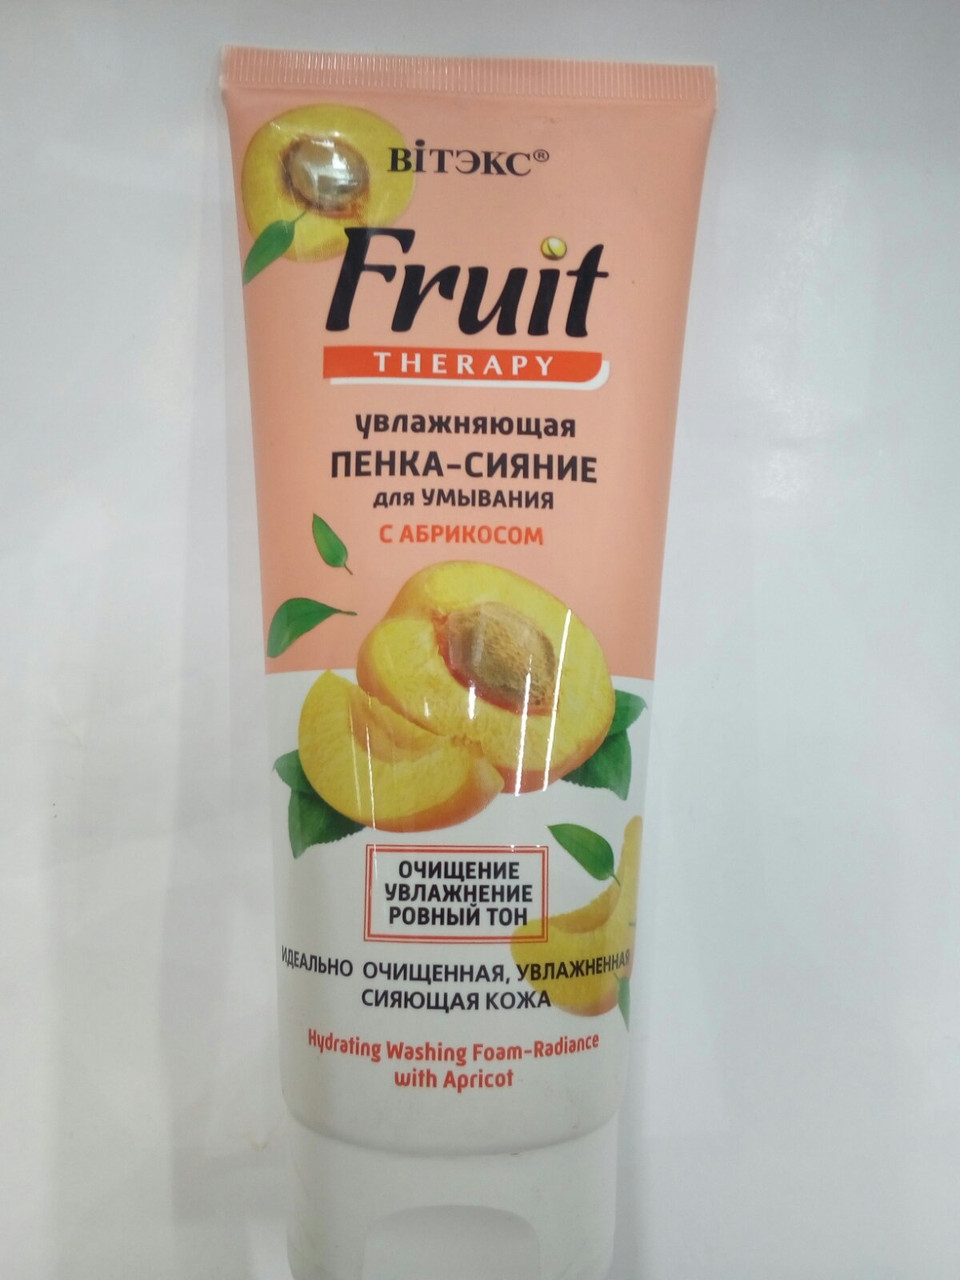 ВіТЭКС®
Fruit
THERAPY
увлажняющая
ПЕНКА-СИЯНИЕ
для УМЫВАНИЯ
С АБРИКОСОМ
ОЧИЩЕНИЕ
УВЛАЖНЕНИЕ
РОВНЫЙ ТОН
ИДЕАЛЬНО ОЧИЩЕННАЯ, УВЛАЖНЕННАЯ
СИЯЮЩАЯ КОЖА
Hydrating Washing Foam-Radiance
with Apricot